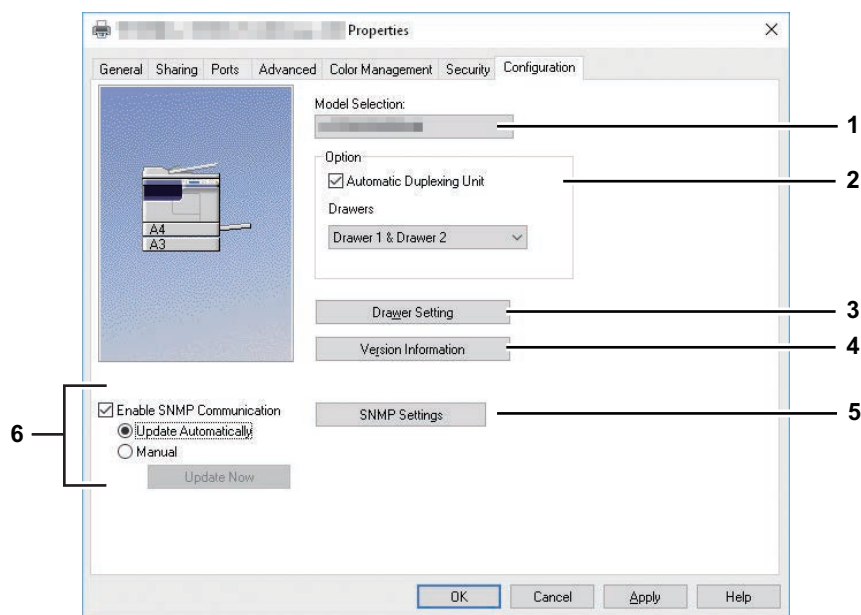 Properties
General Sharing Ports Advanced Color Management Security Configuration
Model Selection:
1
Option
Automatic Duplexing Unit
2
Drawers
Drawer 1 & Drawer 2
A4
A3
Drawer Setting
3
Version Information
4
Enable SNMP Communication
SNMP Settings
5
6
Update Automatically
Manual
Update Now
OK Cancel Apply Help